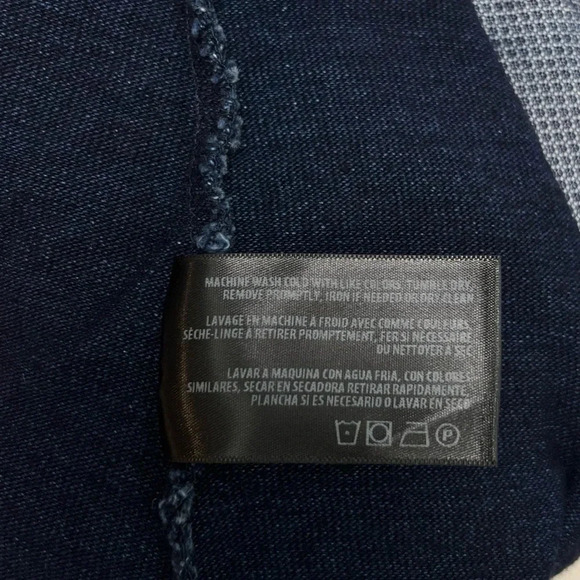 MACHINE WASH COLD WITH LIKE COLORS, TUMBLE DRY,
REMOVE PROMPTLY, IRON IF NEEDED OR DRY CLEAN
LAVAGE EN MACHINE À FROID AVEC COMME COULEURS,
SÈCHE-LINGE À RETIRER PROMPTEMENT, FER SI NÉCESSAIRE
DU NETTOYER À SEC
LAVAR A MAQUINA CON AGUA FRIA, CON COLORES
SIMILARES, SECAR EN SECADORA RETIRAR RAPIDAMENTE
PLANCHA SI ES NECESARIO O LAVAR EN SECO
P